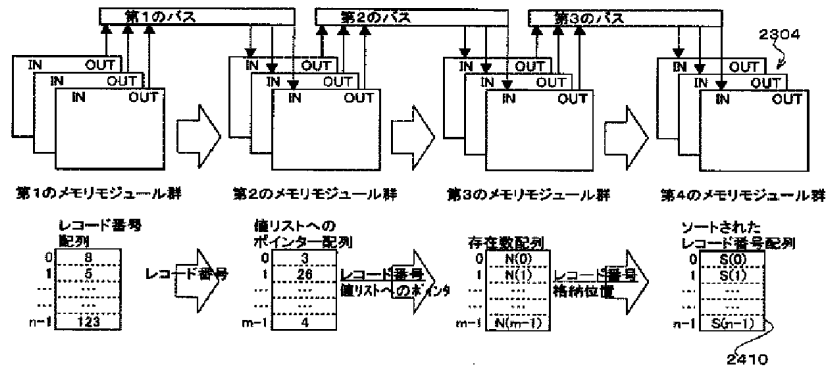 第1のバス
第2のバス
第3のバス
2304
IN OUT
IN OUT
IN OUT
IN OUT
IN OUT
IN OUT
IN OUT
IN OUT
IN OUT
IN OUT
IN OUT
IN OUT
第1のメモリモジュール群
第2のメモリモジュール群
第3のメモリモジュール群
第4のメモリモジュール群
レコード番号
配列
0 8
1 5
... ...
... ...
n-1 123
レコード番号
値リストへの
ポインター配列
0 3
1 26
... ...
... ...
m-1 4
レコード番号
値リストへのポインタ
存在数配列
0 N(0)
1 N(1)
... ...
... ...
m-1 N(m-1)
レコード番号
格納位置
ソートされた
レコード番号配列
0 S(0)
1 S(1)
... ...
... ...
n-1 S(n-1)
2410